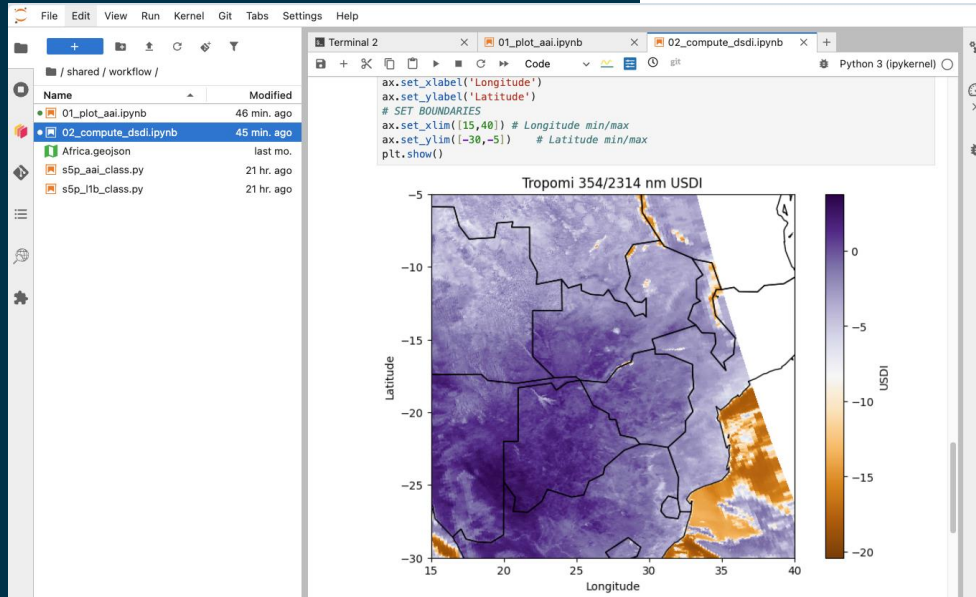 File Edit View Run Kernel Git Tabs Settings Help
+
/ shared / workflow /
Name Modified
01_plot_aai.ipynb 46 min. ago
02_compute_dsdi.ipynb 45 min. ago
Africa.geojson last mo.
s5p_aai_class.py 21 hr. ago
s5p_l1b_class.py 21 hr. ago
Terminal 2 × 01_plot_aai.ipynb × 02_compute_dsdi.ipynb × +
Code git Python 3 (ipykernel)
ax.set_xlabel('Longitude')
ax.set_ylabel('Latitude')
# SET BOUNDARIES
ax.set_xlim([15,40]) # Longitude min/max
ax.set_ylim([-30,-5]) # Latitude min/max
plt.show()
Tropomi 354/2314 nm USDI
−5
−10
−15
−20
−25
−30
Latitude
15 20 25 30 35 40
Longitude
0
−5
−10
−15
−20
USDI